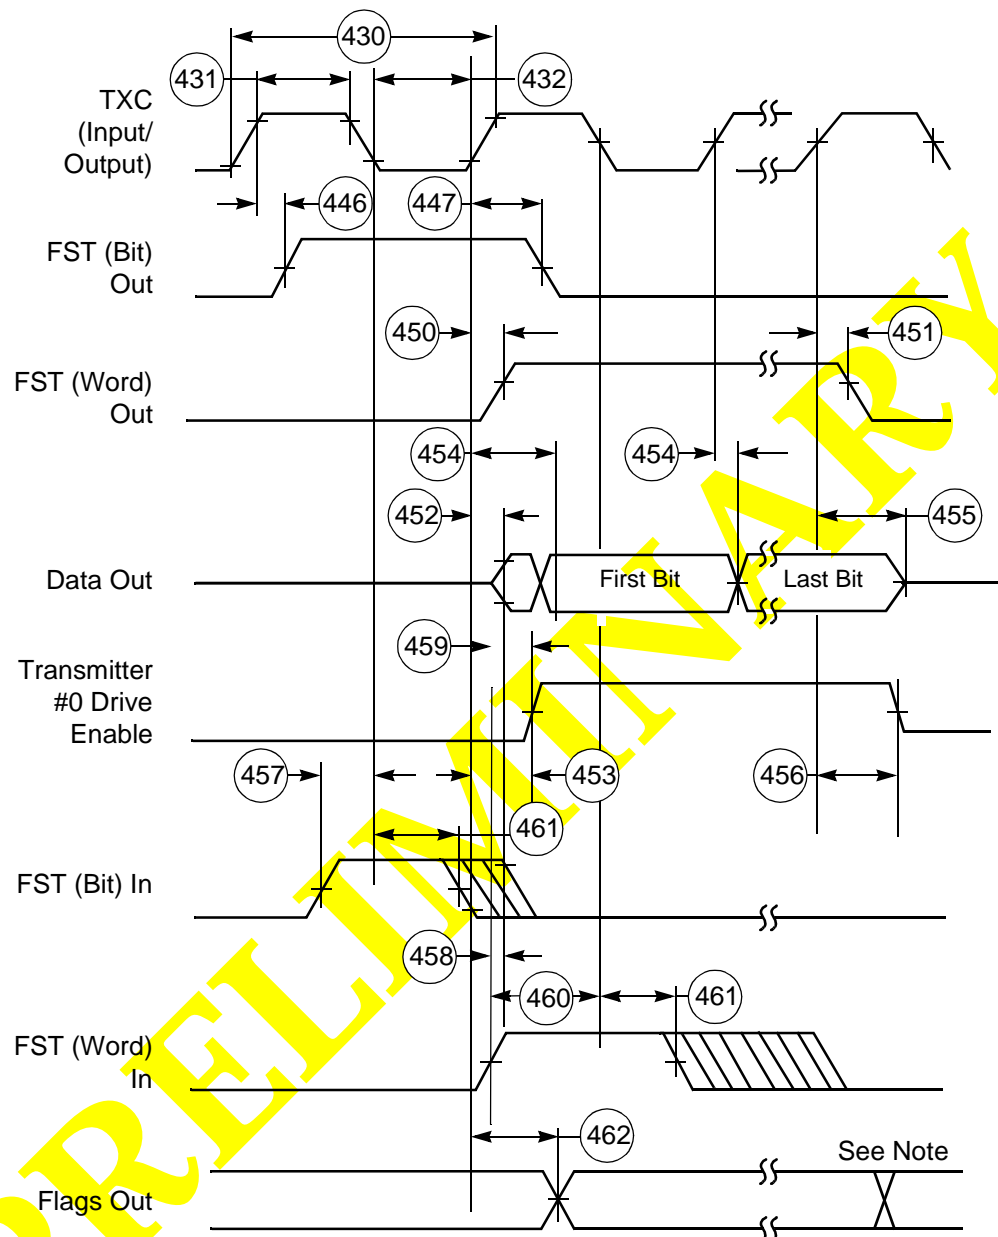 430
431
432
TXC
(Input/
Output)
446
447
FST (Bit)
Out
450
451
FST (Word)
Out
454
454
452
455
Data Out
First Bit
Last Bit
459
Transmitter
#0 Drive
Enable
457
453
456
461
FST (Bit) In
458
460
461
FST (Word)
In
462
See Note
Flags Out
PRELIMINARY